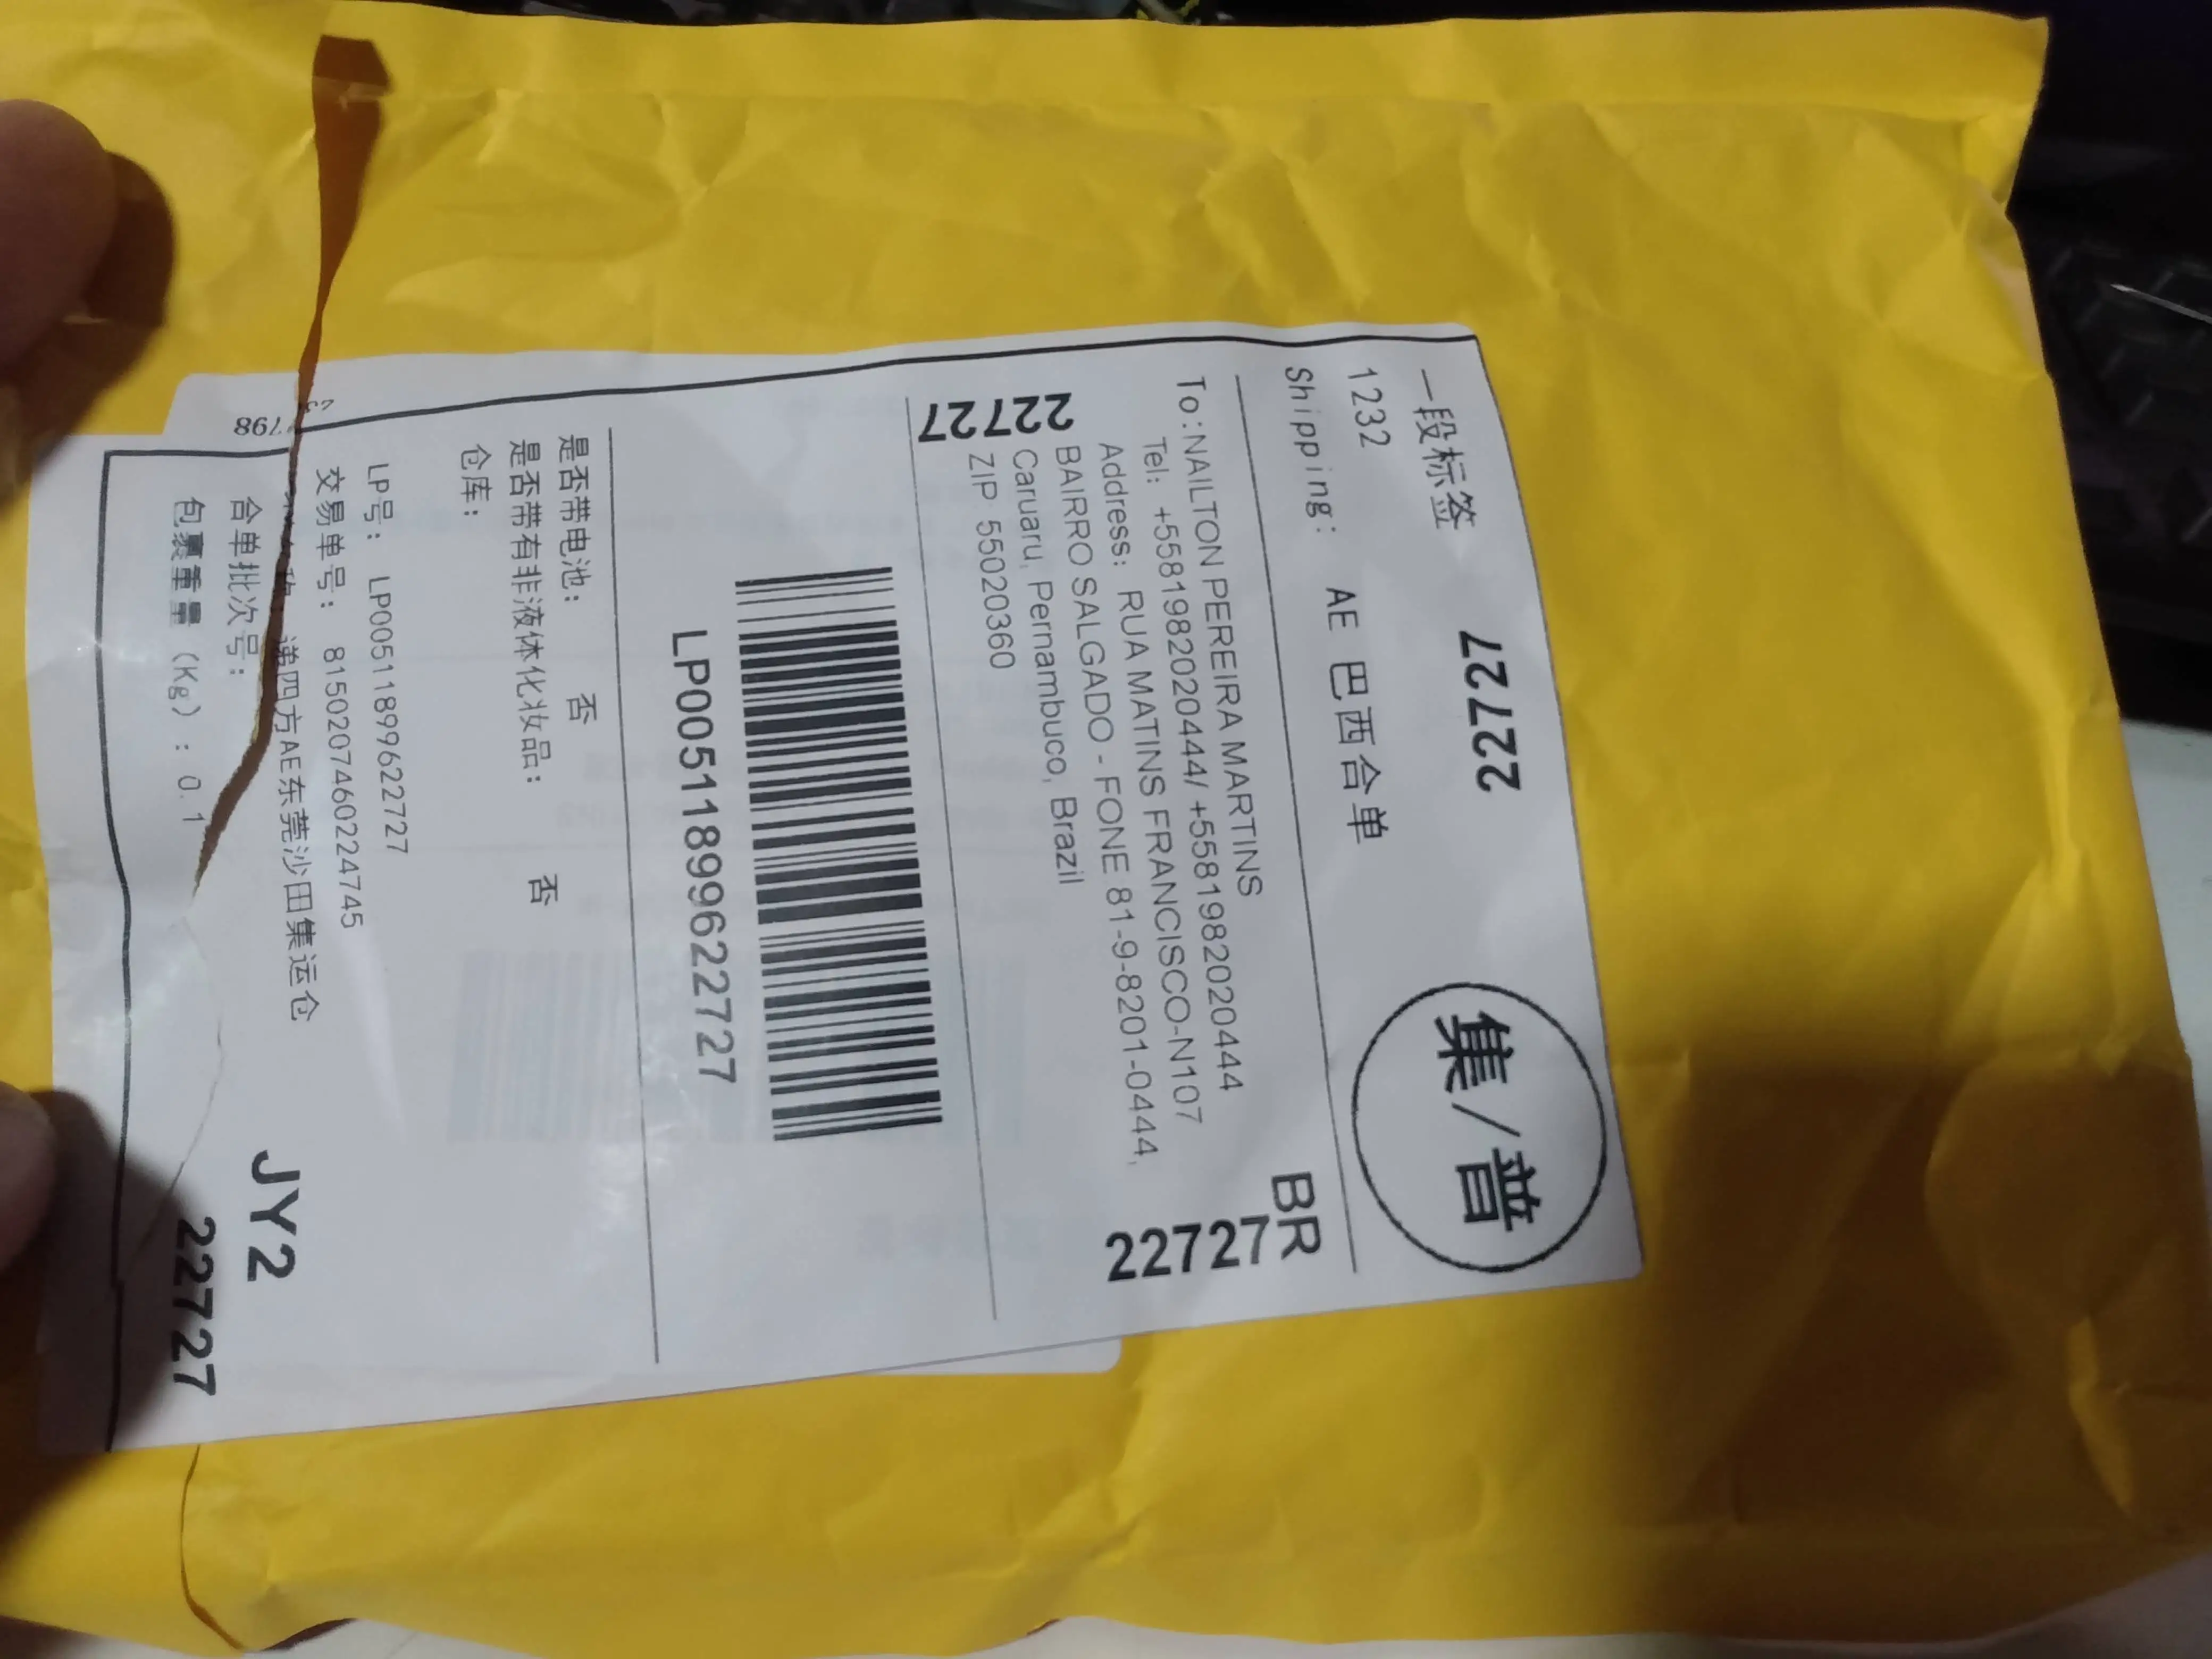 一段标签 22727
1232
集/普
Shipping: AE 巴西合单
BR
To:NAILTON PEREIRA MARTINS
Tel: +5581982020444/ +5581982020444
Address: RUA MATINS FRANCISCO-N107
BAIRRO SALGADO - FONE 81-9-8201-0444,
Caruaru, Pernambuco, Brazil
ZIP 55020360
22727
22727
LP00511899622727
是否带电池: 否
是否带有非液体化妆品: 否
仓库:
LP号: LP00511899622727
交易单号: 8150207460224745
递四方AE东莞沙田集运仓
合单批次号:
包裹重量 (Kg) : 0.1
JY2
22727
798